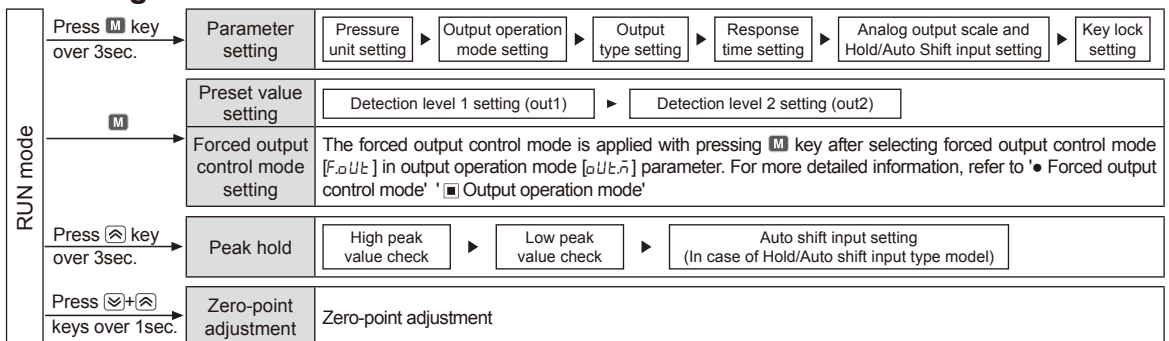 RUN mode
Press M key
over 3sec.
Parameter
setting
Pressure
unit setting
Output operation
mode setting
Output
type setting
Response
time setting
Analog output scale and
Hold/Auto Shift input setting
Key lock
setting
M
Preset value
setting
Detection level 1 setting (out1)
Detection level 2 setting (out2)
Forced output
control mode
setting
The forced output control mode is applied with pressing M key after selecting forced output control mode
[F.oUt] in output operation mode [oUt.m] parameter. For more detailed information, refer to '● Forced output
control mode' '▣ Output operation mode'
Press key
over 3sec.
Peak hold
High peak
value check
Low peak
value check
Auto shift input setting
(In case of Hold/Auto shift input type model)
Press +
keys over 1sec.
Zero-point
adjustment
Zero-point adjustment